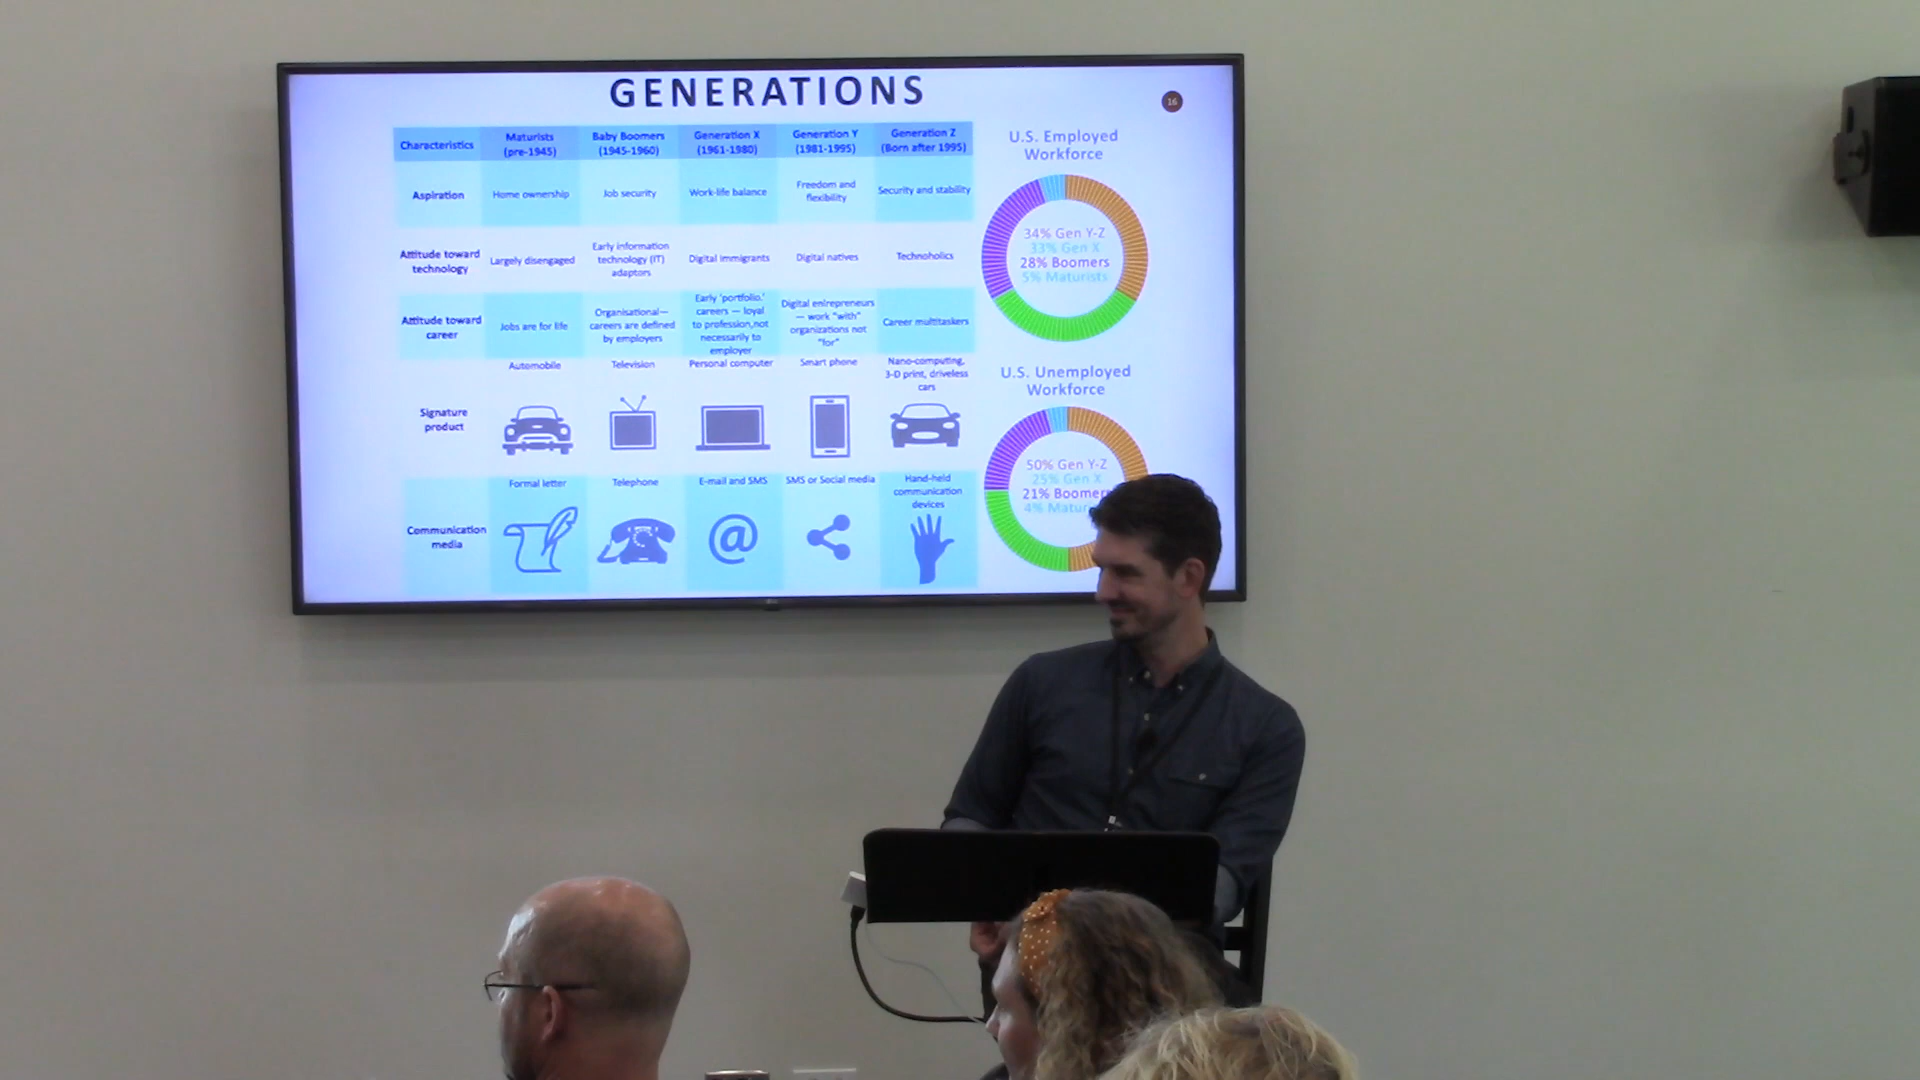 GENERATIONS
16
Characteristics
Maturists
(pre-1945)
Baby Boomers
(1945-1960)
Generation X
(1961-1980)
Generation Y
(1981-1995)
Generation Z
(Born after 1995)
Aspiration
Home ownership
Job security
Work-life balance
Freedom and
flexibility
Security and stability
Attitude toward
technology
Largely disengaged
Early information
technology (IT)
adaptors
Digital immigrants
Digital natives
Technoholics
Attitude toward
career
Jobs are for life
Organisational—
careers are defined
by employers
Early 'portfolio.'
careers — loyal
to profession,not
necessarily to
employer
Digital enirepreneurs
— work "with"
organizations not
"for"
Career multitaskers
Signature
product
Automobile
Television
Personal computer
Smart phone
Nano-computing,
3-D print, driveless
cars
Communication
media
Formal letter
Telephone
E-mail and SMS
@
SMS or Social media
Hand-held
communication
devices
U.S. Employed
Workforce
34% Gen Y-Z
33% Gen X
28% Boomers
5% Maturists
U.S. Unemployed
Workforce
50% Gen Y-Z
25% Gen X
21% Boomer
4% Matur